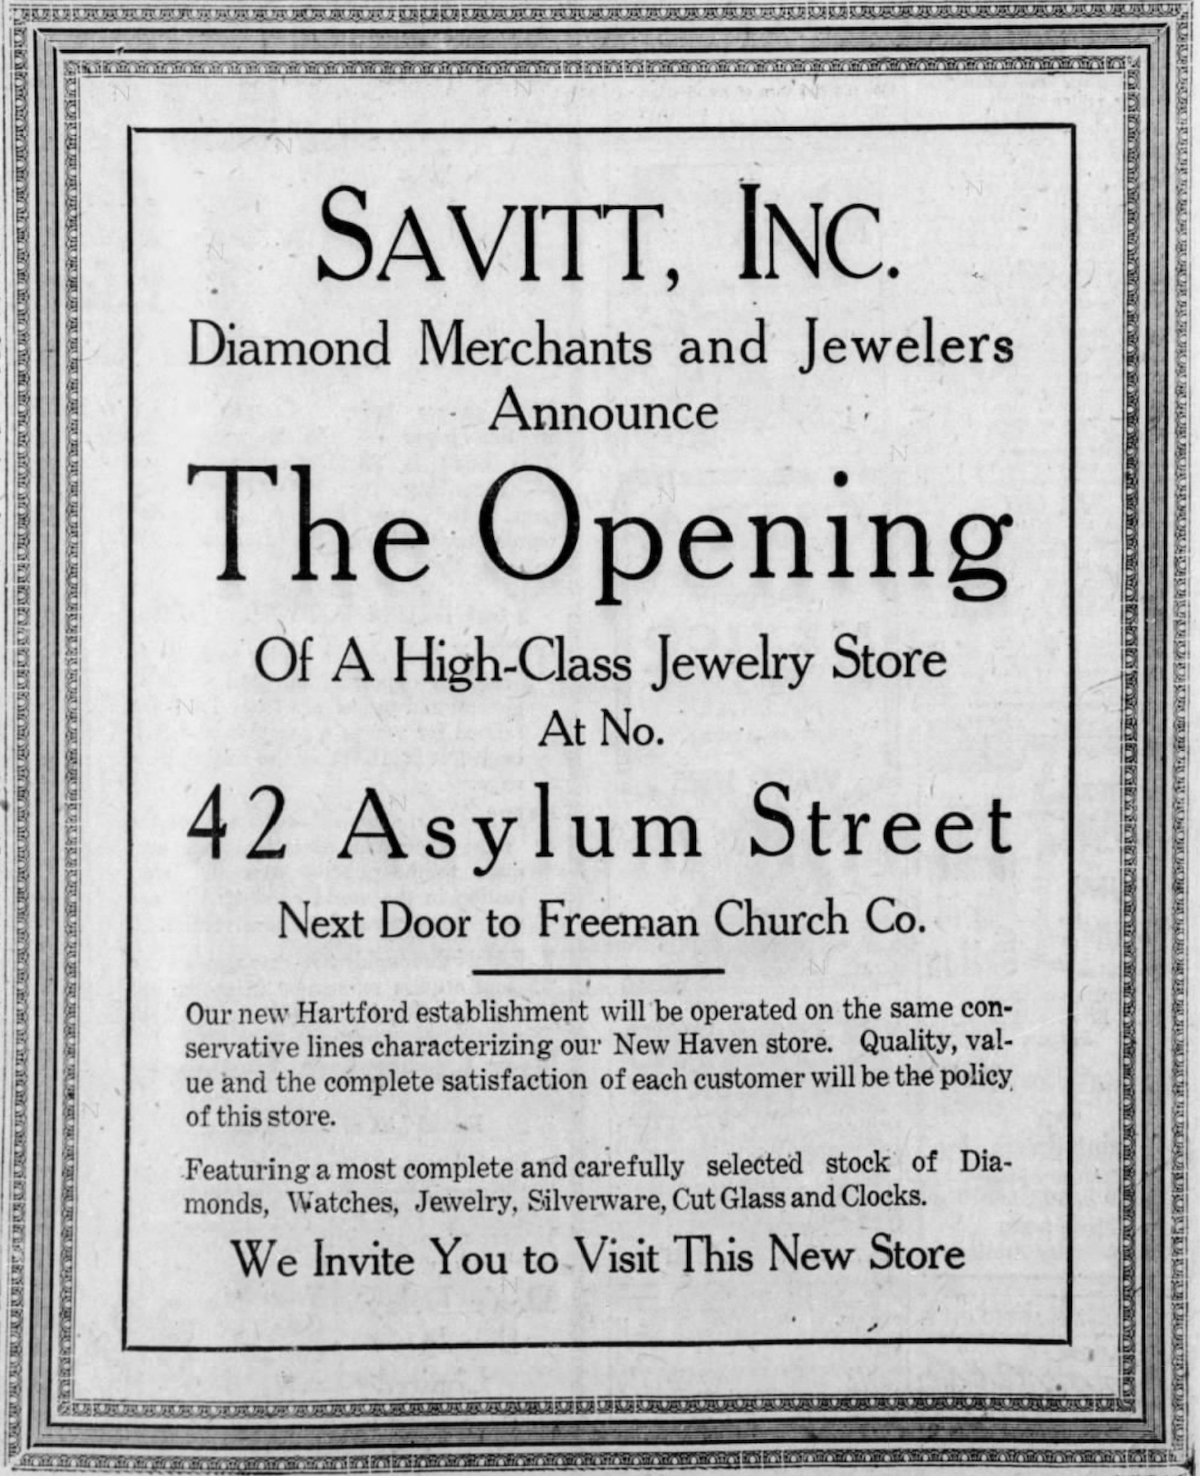 SAVITT, INC.
Diamond Merchants and Jewelers
Announce
The Opening
Of A High-Class Jewelry Store
At No.
42 Asylum Street
Next Door to Freeman Church Co.
Our new Hartford establishment will be operated on the same con-
servative lines characterizing our New Haven store. Quality, val-
ue and the complete satisfaction of each customer will be the policy
of this store.
Featuring a most complete and carefully selected stock of Dia-
monds, Watches, Jewelry, Silverware, Cut Glass and Clocks.
We Invite You to Visit This New Store